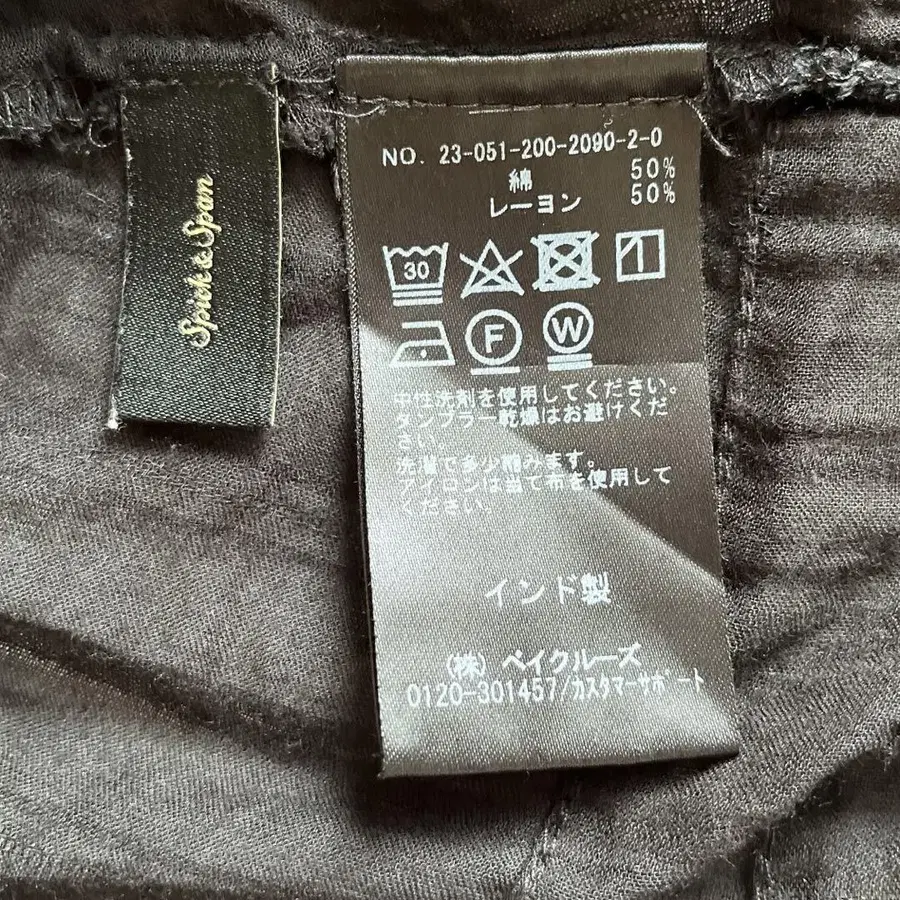 Spick & Span
NO. 23-051-200-2090-2-0
綿 50%
レーヨン 50%
30
F
W
中性洗剤を使用してください。
タンブラー乾燥はお避けくだ
さい。
洗濯で多少縮みます。
アイロンは当て布を使用して
ください。
インド製
(株) ベイクルーズ
0120-301457/カスタマーサポート